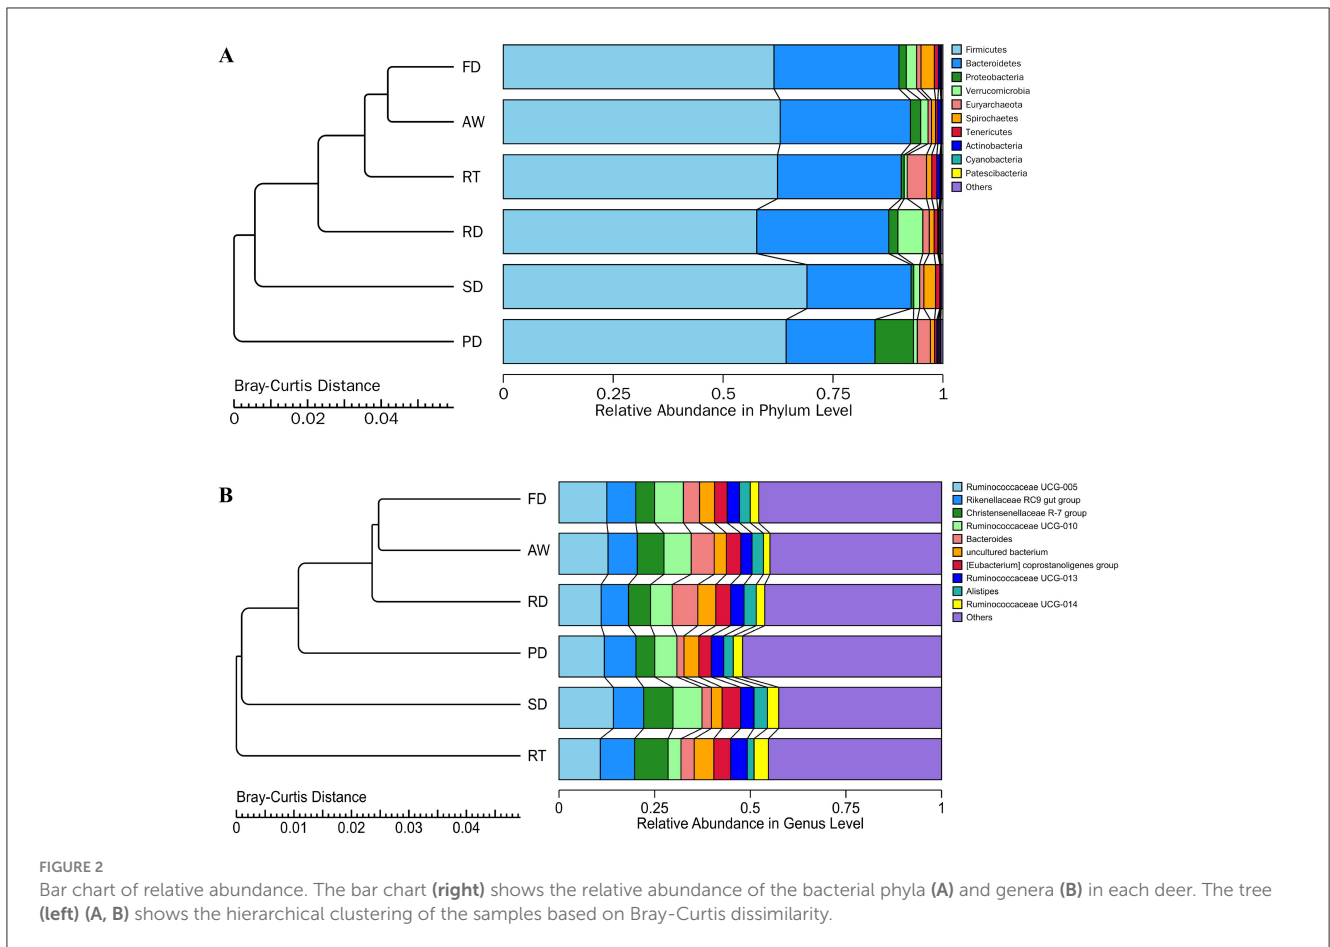 A
FD
AW
RT
RD
SD
PD
Firmicutes
Bacteroidetes
Proteobacteria
Verrucomicrobia
Euryarchaeota
Spirochaetes
Tenericutes
Actinobacteria
Cyanobacteria
Patescibacteria
Others
Bray-Curtis Distance
0 0.02 0.04
0 0.25 0.5 0.75 1
Relative Abundance in Phylum Level
B
FD
AW
RD
PD
SD
RT
Ruminococcaceae UCG-005
Rikenellaceae RC9 gut group
Christensenellaceae R-7 group
Ruminococcaceae UCG-010
Bacteroides
uncultured bacterium
[Eubacterium] coprostanoligenes group
Ruminococcaceae UCG-013
Alistipes
Ruminococcaceae UCG-014
Others
Bray-Curtis Distance
0 0.01 0.02 0.03 0.04
0 0.25 0.5 0.75 1
Relative Abundance in Genus Level
FIGURE 2
Bar chart of relative abundance. The bar chart (right) shows the relative abundance of the bacterial phyla (A) and genera (B) in each deer. The tree
(left) (A, B) shows the hierarchical clustering of the samples based on Bray-Curtis dissimilarity.